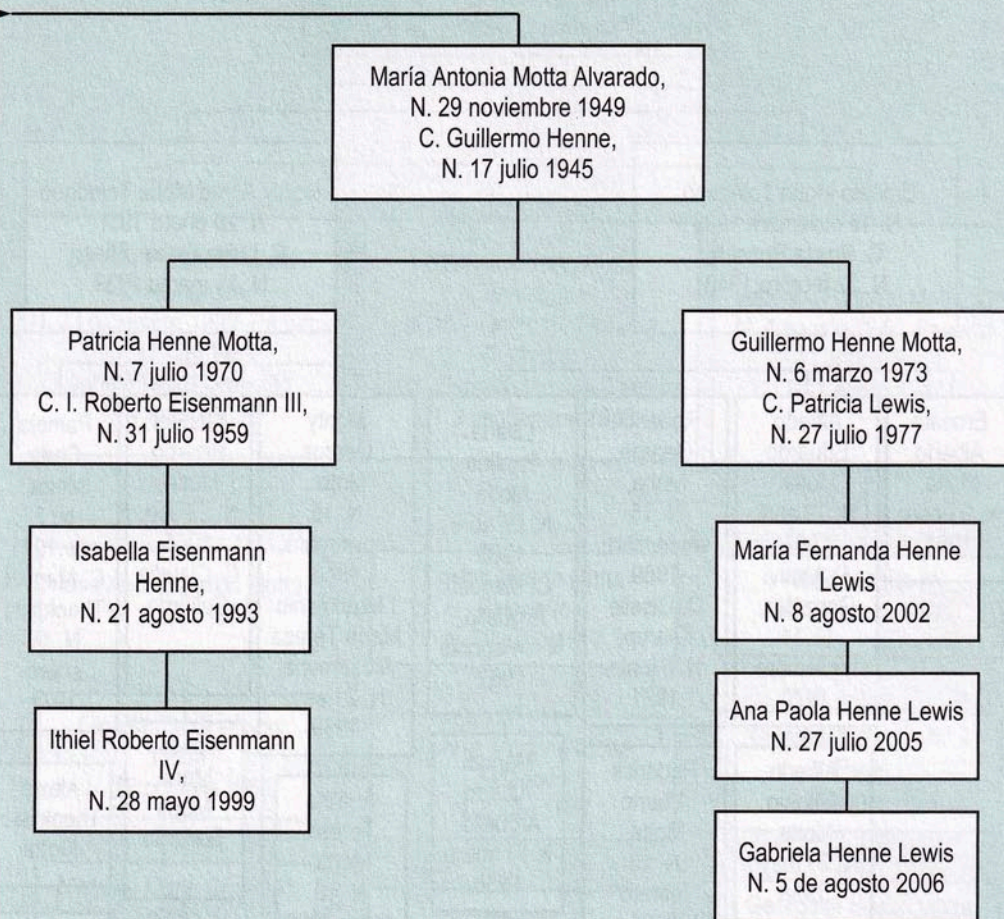 María Antonia Motta Alvarado,
N. 29 noviembre 1949
C. Guillermo Henne,
N. 17 julio 1945
Patricia Henne Motta,
N. 7 julio 1970
C. I. Roberto Eisenmann III,
N. 31 julio 1959
Guillermo Henne Motta,
N. 6 marzo 1973
C. Patricia Lewis,
N. 27 julio 1977
Isabella Eisenmann
Henne,
N. 21 agosto 1993
María Fernanda Henne
Lewis
N. 8 agosto 2002
Ithiel Roberto Eisenmann
IV,
N. 28 mayo 1999
Ana Paola Henne Lewis
N. 27 julio 2005
Gabriela Henne Lewis
N. 5 de agosto 2006